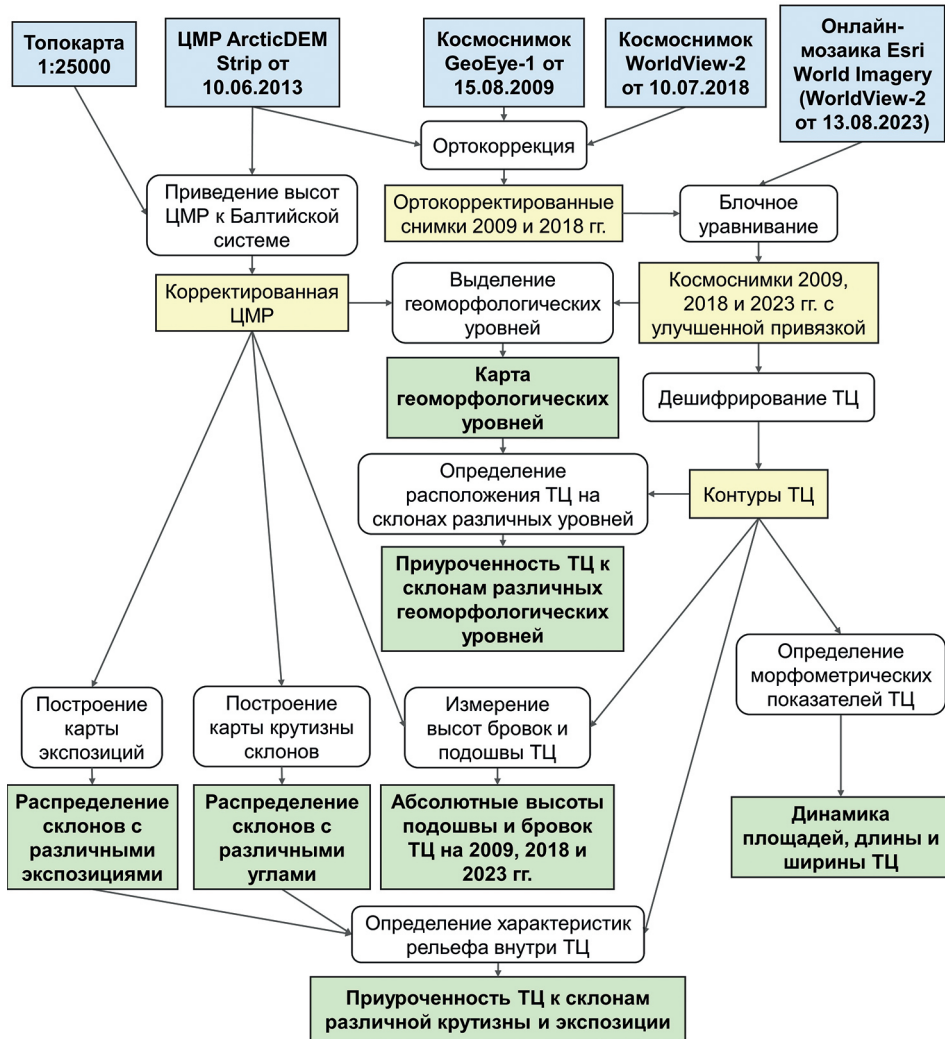 Топокарта
1:25000
ЦМР ArcticDEM
Strip от
10.06.2013
Космоснимок
GeoEye-1 от
15.08.2009
Космоснимок
WorldView-2
от 10.07.2018
Онлайн-
мозаика Esri
World Imagery
(WorldView-2
от 13.08.2023)
Ортокоррекция
Приведение высот
ЦМР к Балтийской
системе
Ортокорректированные
снимки 2009 и 2018 гг.
Блочное
уравнивание
Корректированная
ЦМР
Выделение
геоморфологических
уровней
Космоснимки 2009,
2018 и 2023 гг. с
улучшенной привязкой
Карта
геоморфологических
уровней
Дешифрирование ТЦ
Определение
расположения ТЦ на
склонах различных уровней
Контуры ТЦ
Приуроченность ТЦ к
склонам различных
геоморфологических
уровней
Построение
карты
экспозиций
Построение
карты крутизны
склонов
Измерение
высот бровок и
подошвы ТЦ
Определение
морфометрических
показателей ТЦ
Распределение
склонов с
различными
экспозициями
Распределение
склонов с
различными
углами
Абсолютные высоты
подошвы и бровок
ТЦ на 2009, 2018 и
2023 гг.
Динамика
площадей, длины и
ширины ТЦ
Определение характеристик
рельефа внутри ТЦ
Приуроченность ТЦ к склонам
различной крутизны и экспозиции